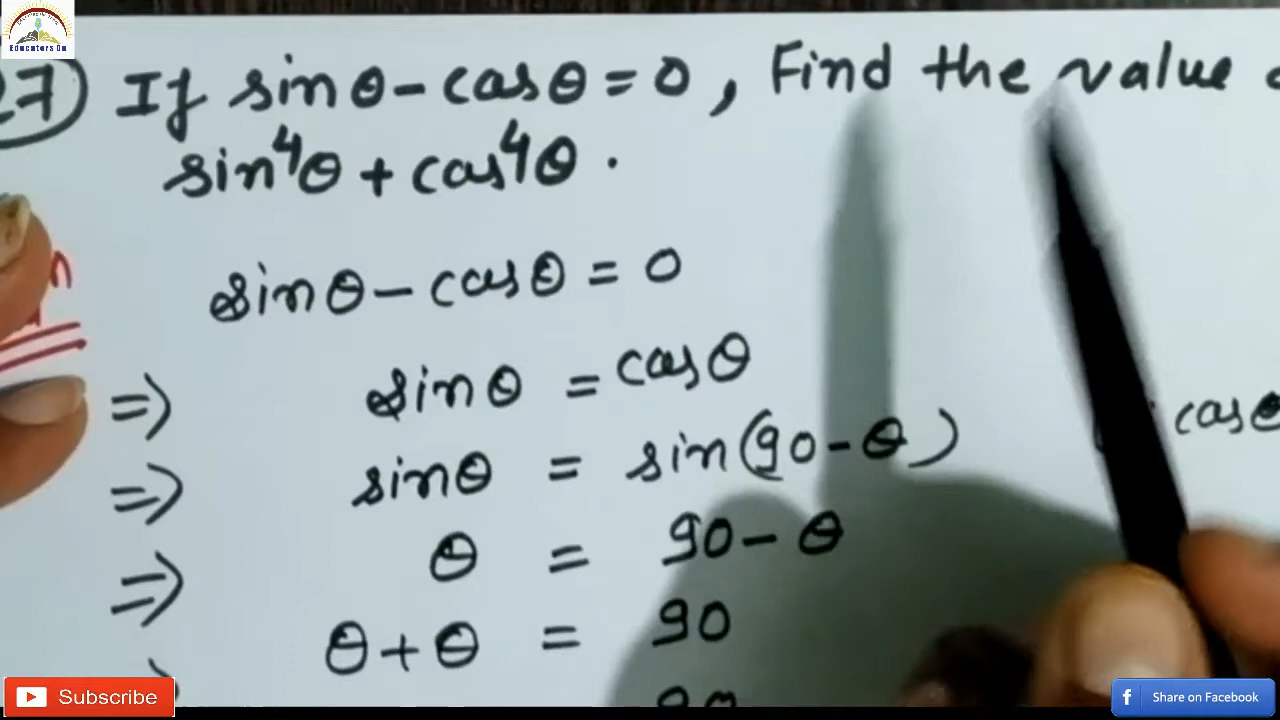 Educators On
27) If sinθ - cosθ = 0, Find the value
sin⁴θ + cos⁴θ.
sinθ - cosθ = 0
=> sinθ = cosθ
=> sinθ = sin(90-θ) cosθ
=> θ = 90-θ
θ+θ = 90
Subscribe
Share on Facebook